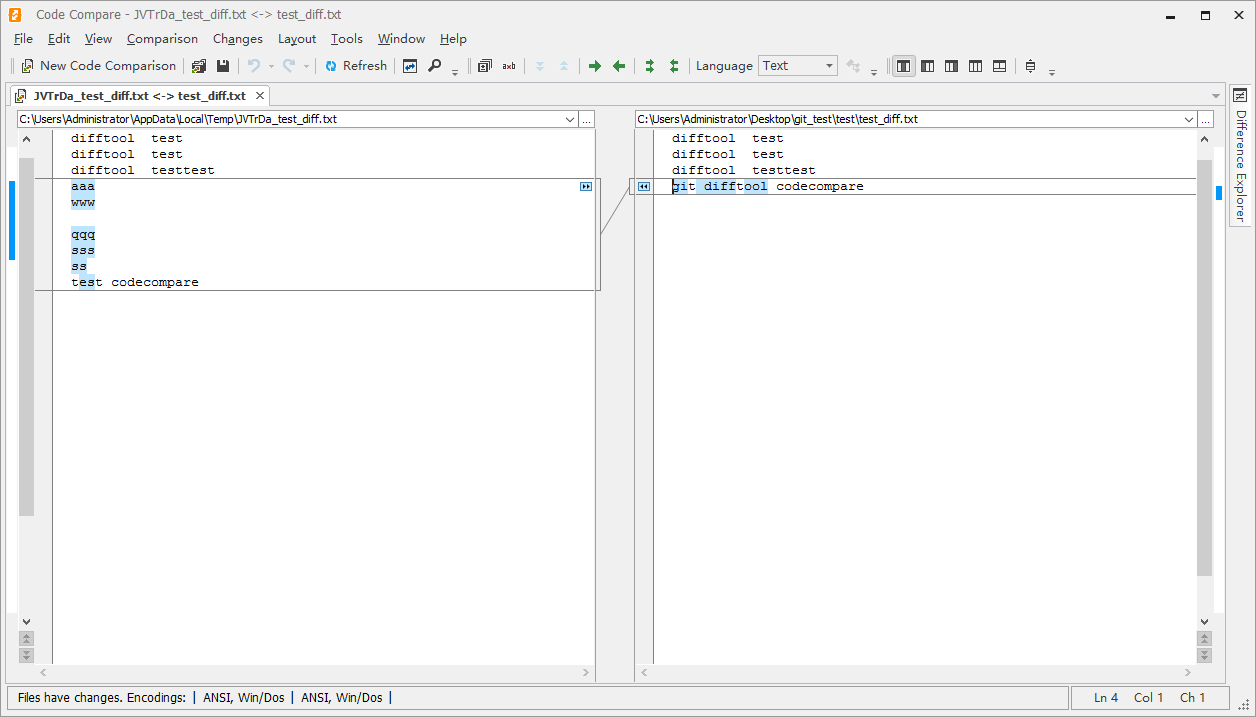 Code Compare - JVTrDa_test_diff.txt <-> test_diff.txt
File Edit View Comparison Changes Layout Tools Window Help
New Code Comparison Refresh axb Language Text
JVTrDa_test_diff.txt <-> test_diff.txt
C:\Users\Administrator\AppData\Local\Temp\JVTrDa_test_diff.txt ...
difftool  test
difftool  test
difftool  testtest
aaa
www
qqq
sss
ss
test codecompare
C:\Users\Administrator\Desktop\git_test\test\test_diff.txt ...
difftool  test
difftool  test
difftool  testtest
git difftool codecompare
Difference Explorer
Files have changes. Encodings: | ANSI, Win/Dos | ANSI, Win/Dos |
Ln 4 Col 1 Ch 1